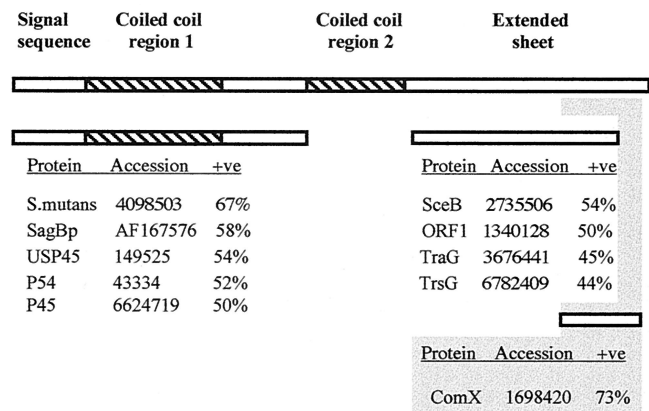 Signal sequence
Coiled coil region 1
Coiled coil region 2
Extended sheet
Protein Accession +ve
S.mutans 4098503 67%
SagBp AF167576 58%
USP45 149525 54%
P54 43334 52%
P45 6624719 50%
Protein Accession +ve
SceB 2735506 54%
ORF1 1340128 50%
TraG 3676441 45%
TrsG 6782409 44%
Protein Accession +ve
ComX 1698420 73%